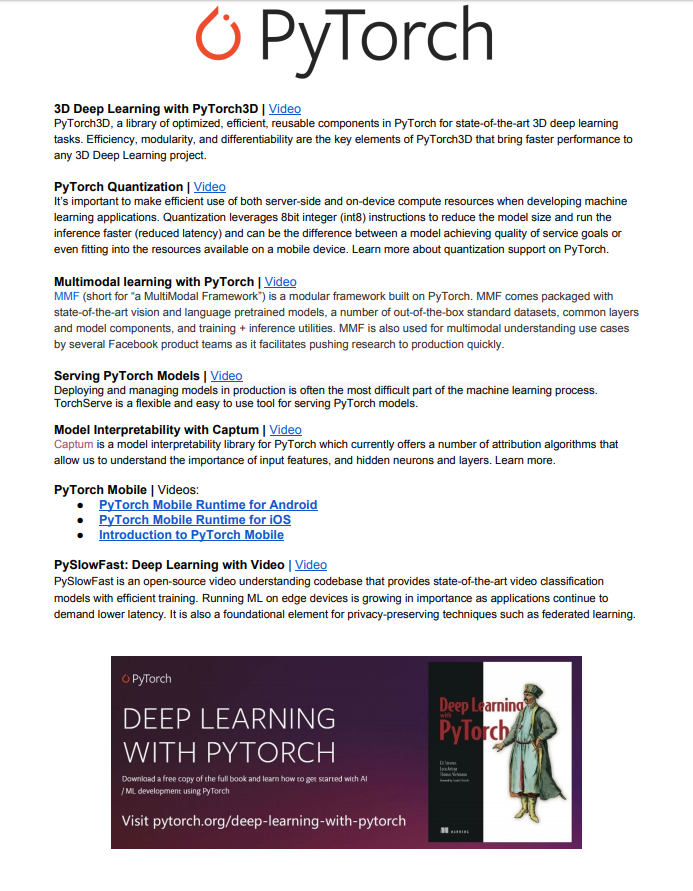 PyTorch
3D Deep Learning with PyTorch3D | Video
PyTorch3D, a library of optimized, efficient, reusable components in PyTorch for state-of-the-art 3D deep learning
tasks. Efficiency, modularity, and differentiability are the key elements of PyTorch3D that bring faster performance to
any 3D Deep Learning project.
PyTorch Quantization | Video
It's important to make efficient use of both server-side and on-device compute resources when developing machine
learning applications. Quantization leverages 8bit integer (int8) instructions to reduce the model size and run the
inference faster (reduced latency) and can be the difference between a model achieving quality of service goals or
even fitting into the resources available on a mobile device. Learn more about quantization support on PyTorch.
Multimodal learning with PyTorch | Video
MMF (short for “a MultiModal Framework”) is a modular framework built on PyTorch. MMF comes packaged with
state-of-the-art vision and language pretrained models, a number of out-of-the-box standard datasets, common layers
and model components, and training + inference utilities. MMF is also used for multimodal understanding use cases
by several Facebook product teams as it facilitates pushing research to production quickly.
Serving PyTorch Models | Video
Deploying and managing models in production is often the most difficult part of the machine learning process.
TorchServe is a flexible and easy to use tool for serving PyTorch models.
Model Interpretability with Captum | Video
Captum is a model interpretability library for PyTorch which currently offers a number of attribution algorithms that
allow us to understand the importance of input features, and hidden neurons and layers. Learn more.
PyTorch Mobile | Videos:
● PyTorch Mobile Runtime for Android
● PyTorch Mobile Runtime for iOS
● Introduction to PyTorch Mobile
PySlowFast: Deep Learning with Video | Video
PySlowFast is an open-source video understanding codebase that provides state-of-the-art video classification
models with efficient training. Running ML on edge devices is growing in importance as applications continue to
demand lower latency. It is also a foundational element for privacy-preserving techniques such as federated learning.
PyTorch
DEEP LEARNING
WITH PYTORCH
Download a free copy of the full book and learn how to get started with AI
/ ML development using PyTorch
Visit pytorch.org/deep-learning-with-pytorch
Deep Learning
with
PyTorch
MANNING